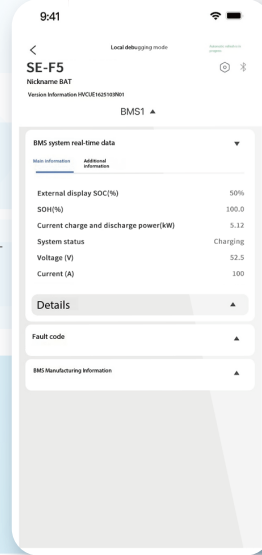 9:41
Local debugging mode
SE-F5
Nickname BAT
Version Information HVCUE1625103N01
BMS1 ▲
BMS system real-time data ▼
Main information Additional information
External display SOC(%) 50%
SOH(%) 100.0
Current charge and discharge power(kW) 5.12
System status Charging
Voltage (V) 52.5
Current (A) 100
Details ▲
Fault code ▲
BMS Manufacturing Information ▲